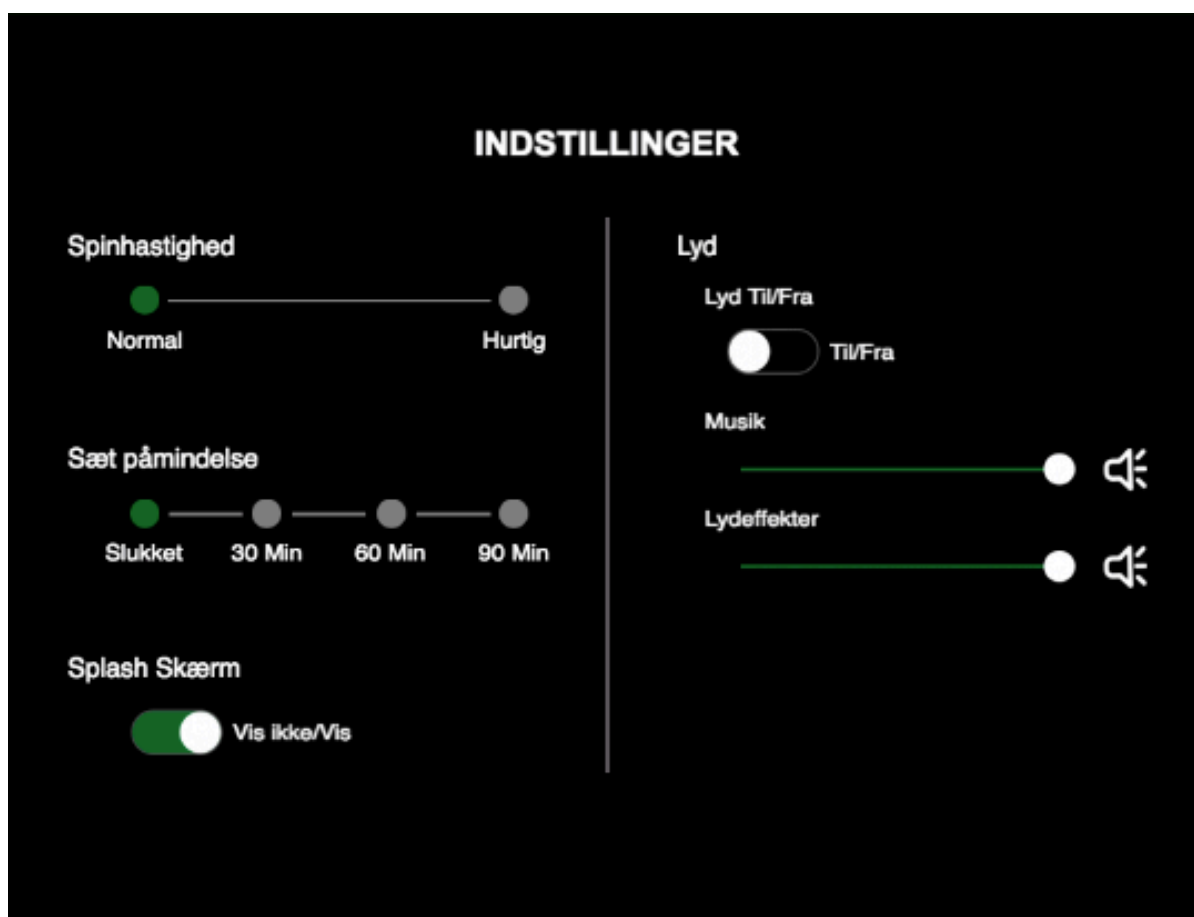 INDSTILLINGER
Spinhastighed
Normal Hurtig
Sæt påmindelse
Slukket 30 Min 60 Min 90 Min
Splash Skærm
Vis ikke/Vis
Lyd
Lyd Til/Fra
Til/Fra
Musik
Lydeffekter